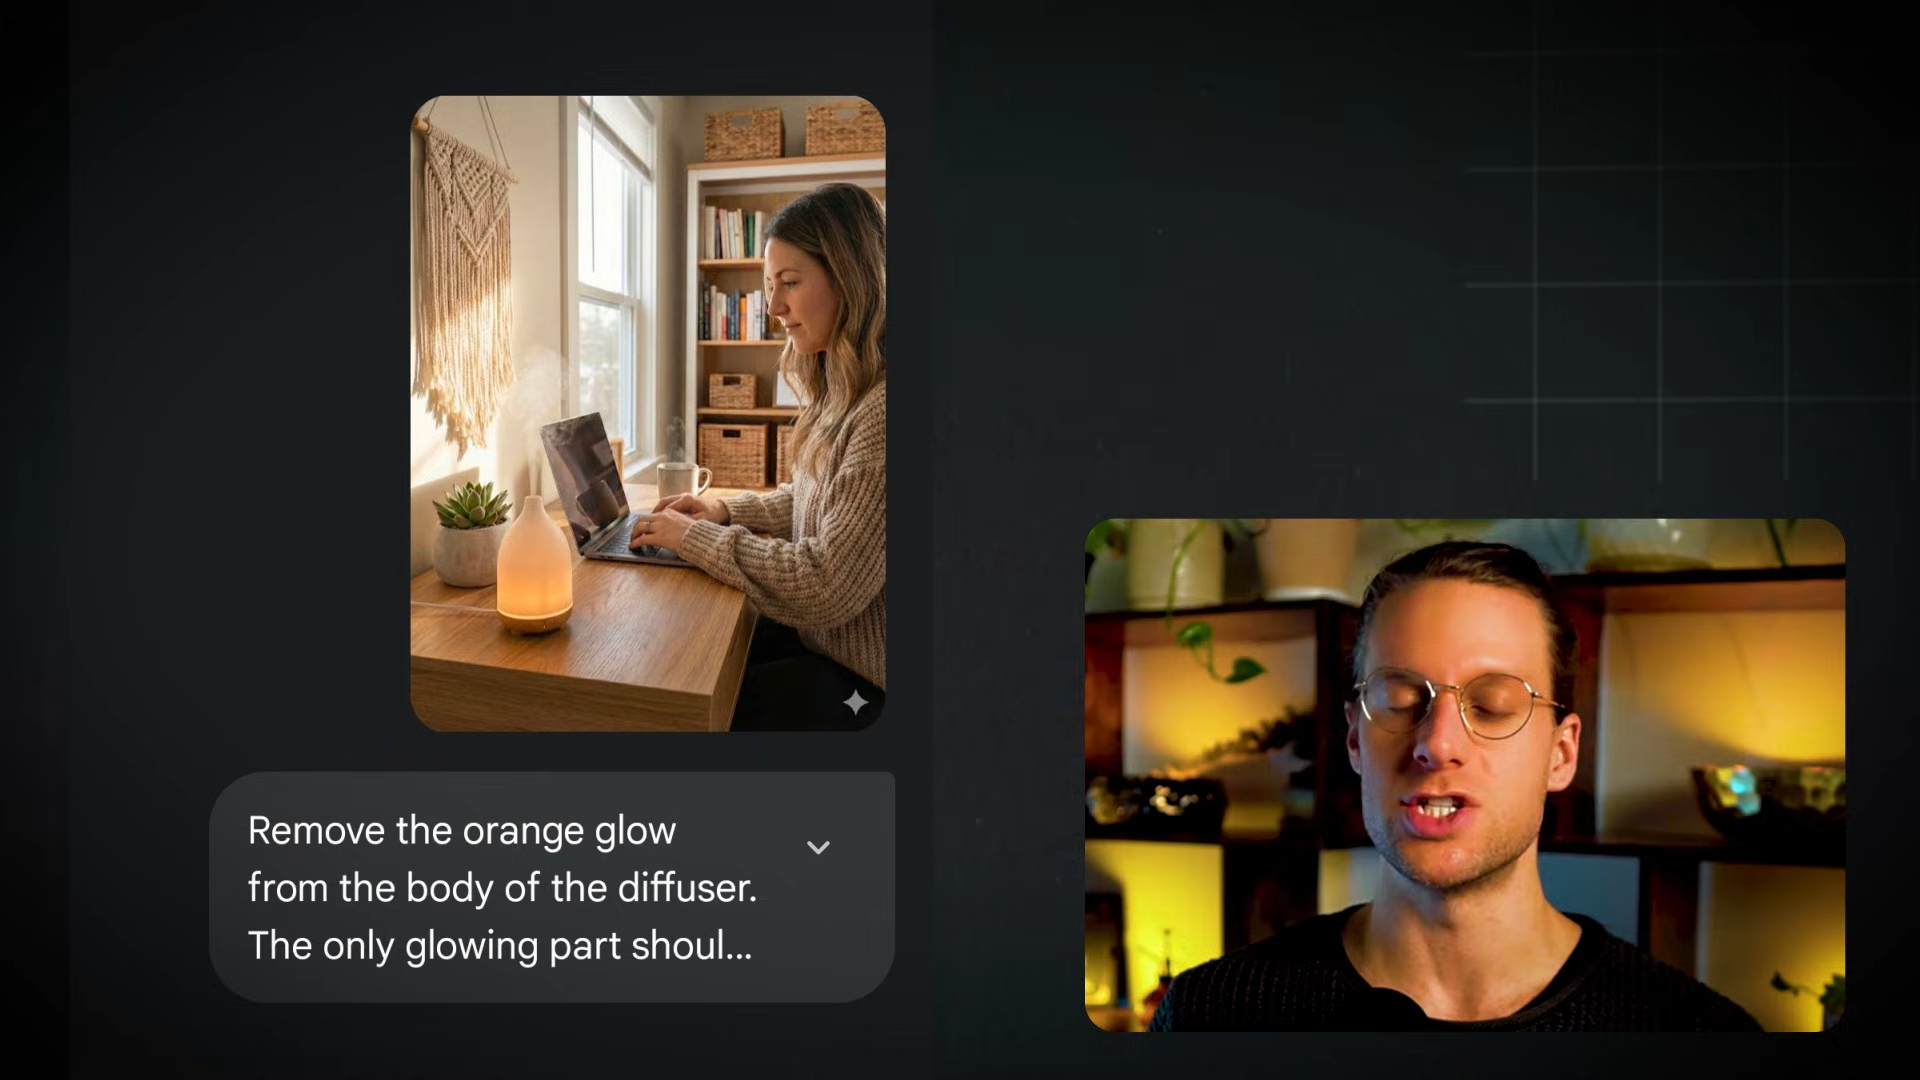 Remove the orange glow
from the body of the diffuser.
The only glowing part shoul...